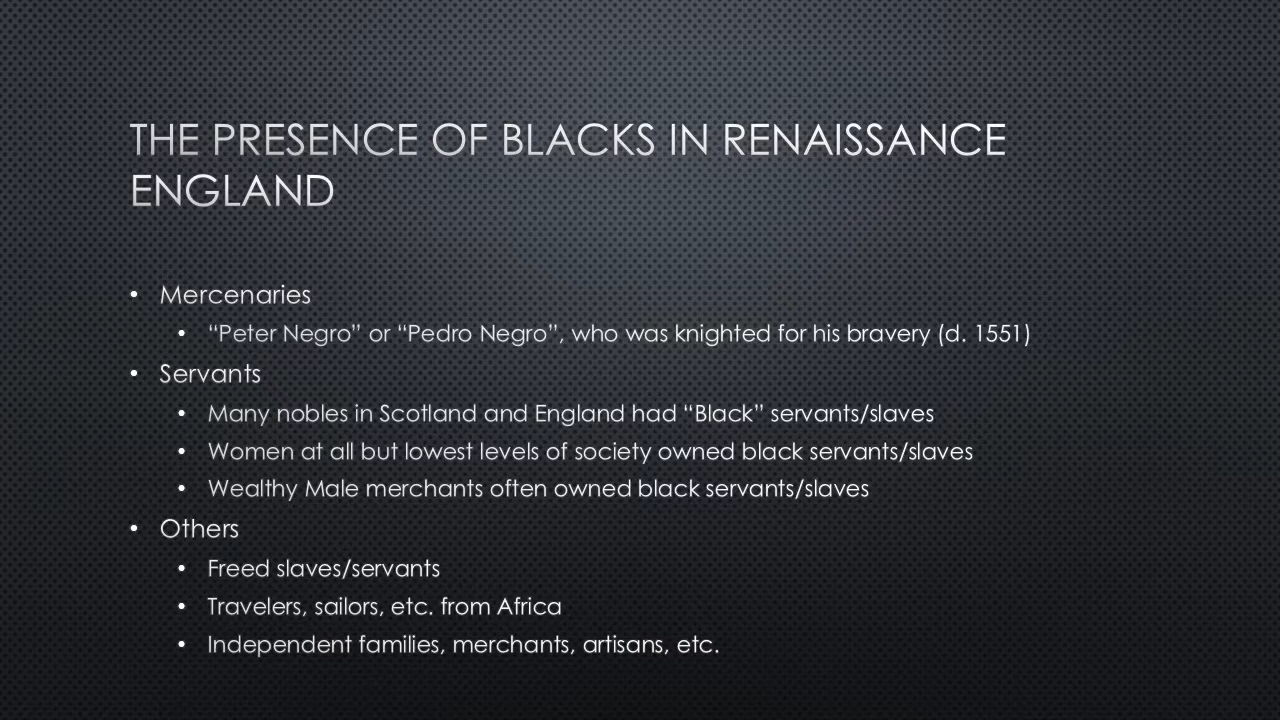 THE PRESENCE OF BLACKS IN RENAISSANCE
ENGLAND
• Mercenaries
• “Peter Negro” or “Pedro Negro”, who was knighted for his bravery (d. 1551)
• Servants
• Many nobles in Scotland and England had “Black” servants/slaves
• Women at all but lowest levels of society owned black servants/slaves
• Wealthy Male merchants often owned black servants/slaves
• Others
• Freed slaves/servants
• Travelers, sailors, etc. from Africa
• Independent families, merchants, artisans, etc.